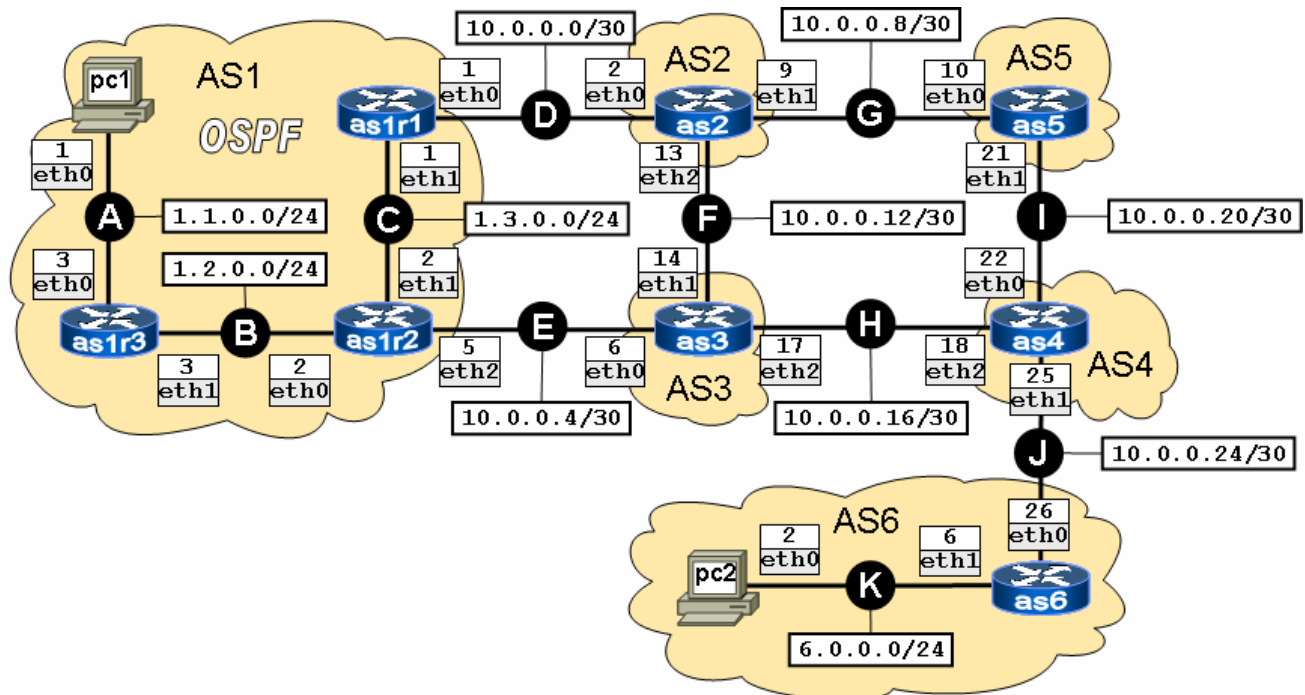 10.0.0.0/30
10.0.0.8/30
pc1
AS1
1
eth0
2
eth0
AS2
9
eth1
10
eth0
AS5
OSPF
as1r1
D
as2
G
as5
1
eth0
1
eth1
13
eth2
21
eth1
A
1.1.0.0/24
C
1.3.0.0/24
F
10.0.0.12/30
I
10.0.0.20/30
3
eth0
1.2.0.0/24
2
eth1
14
eth1
22
eth0
as1r3
B
as1r2
E
as3
H
as4
3
eth1
2
eth0
5
eth2
6
eth0
AS3
17
eth2
18
eth2
25
eth1
AS4
10.0.0.4/30
10.0.0.16/30
J
10.0.0.24/30
AS6
2
eth0
6
eth1
26
eth0
pc2
K
as6
6.0.0.0/24